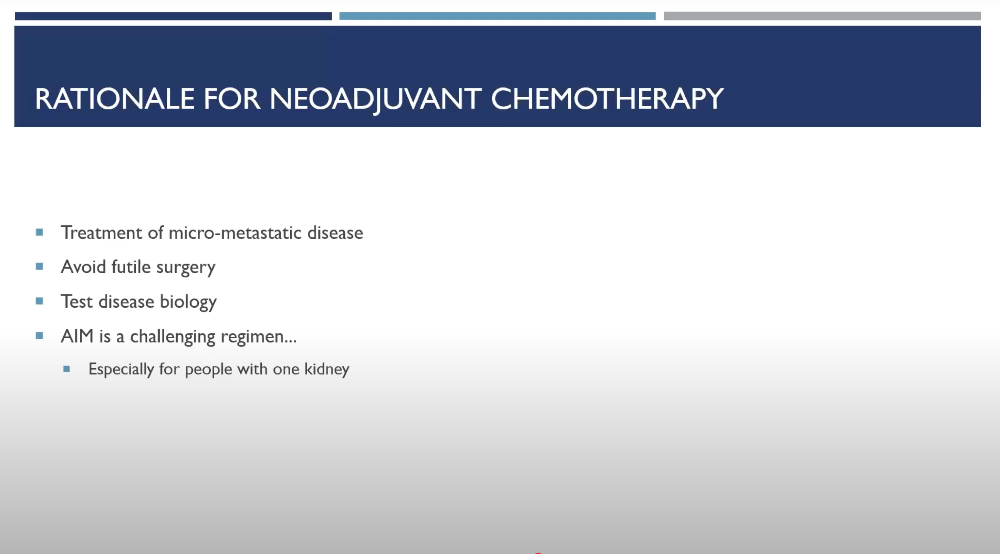 RATIONALE FOR NEOADJUVANT CHEMOTHERAPY
Treatment of micro-metastatic disease
Avoid futile surgery
Test disease biology
AIM is a challenging regimen...
Especially for people with one kidney